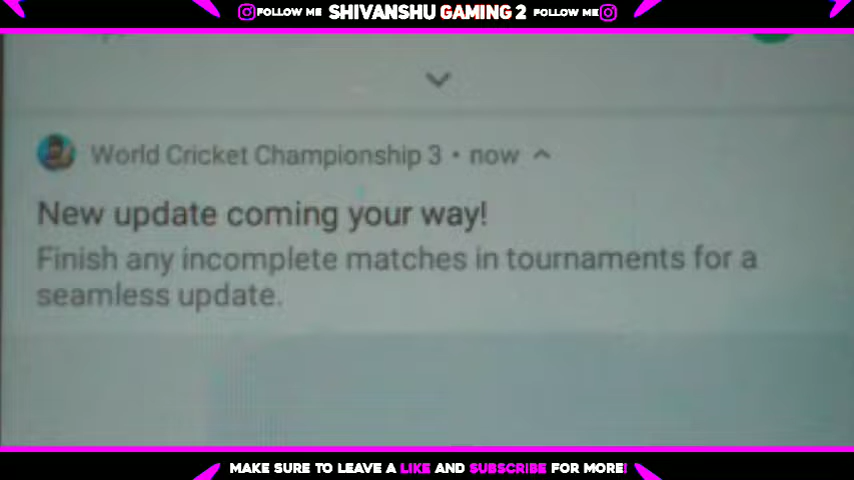 FOLLOW ME SHIVANSHU GAMING 2 FOLLOW ME
World Cricket Championship 3 • now
New update coming your way!
Finish any incomplete matches in tournaments for a
seamless update.
MAKE SURE TO LEAVE A LIKE AND SUBSCRIBE FOR MORE!